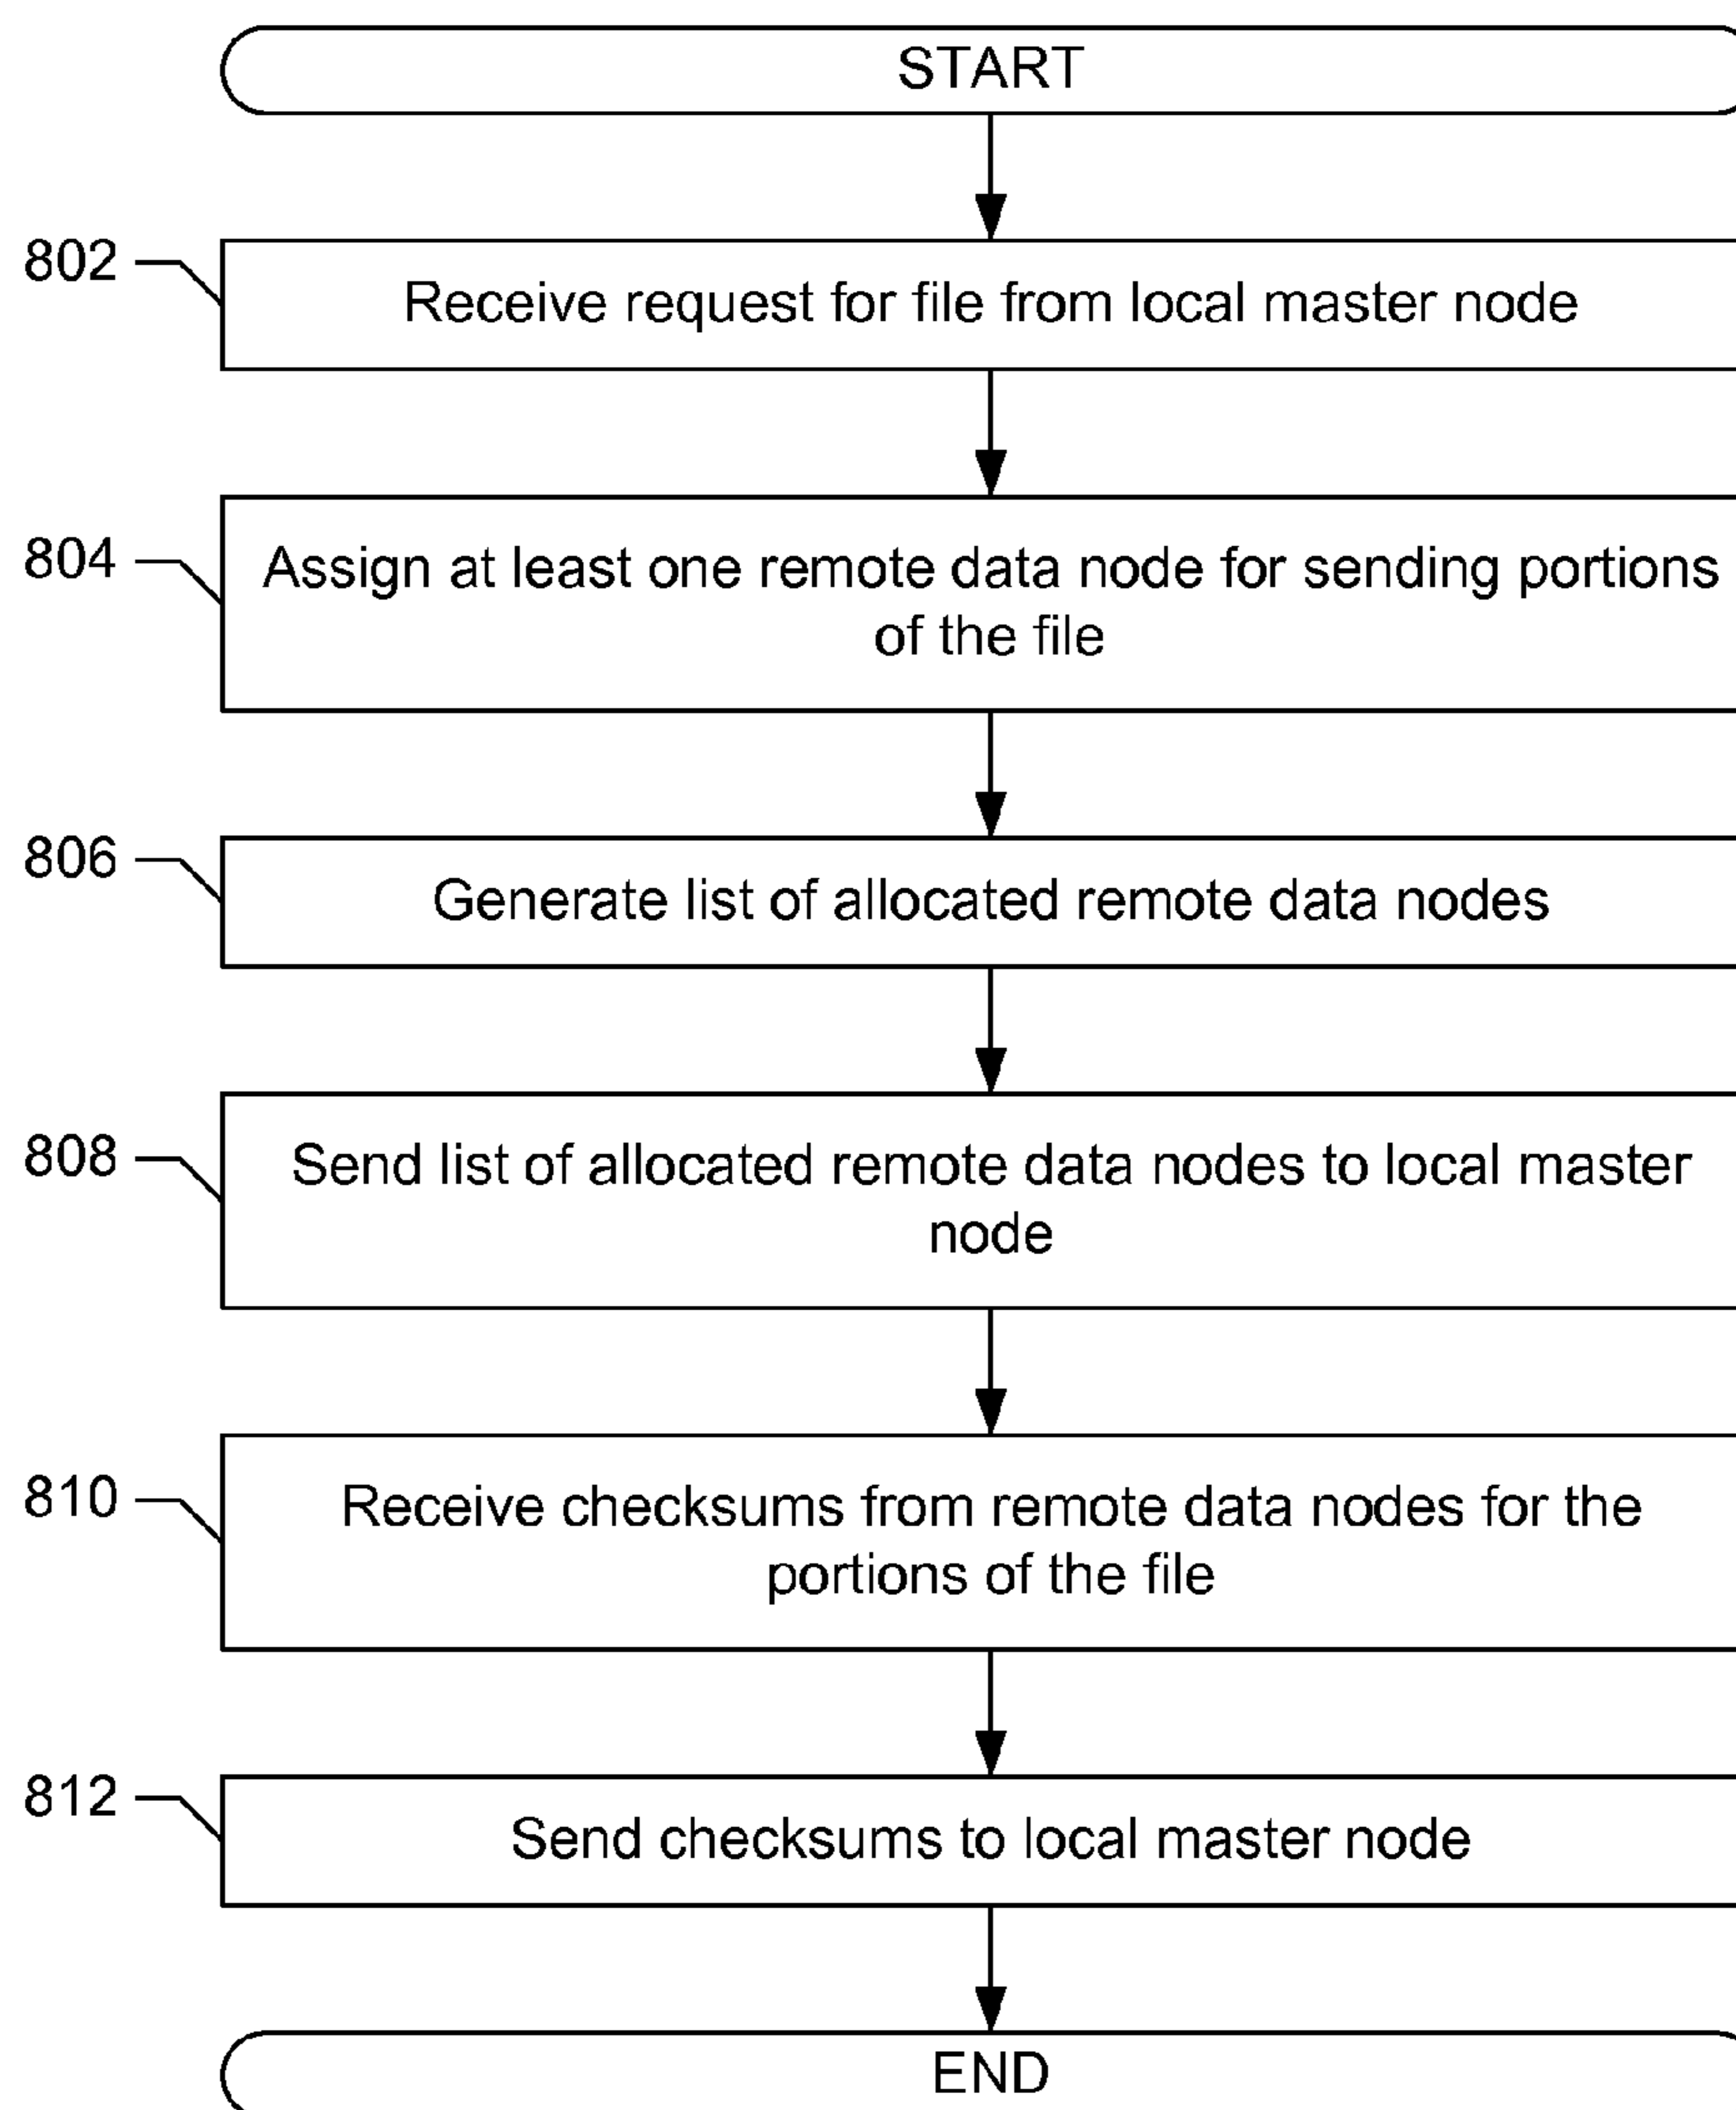 START
802
Receive request for file from local master node
804
Assign at least one remote data node for sending portions
of the file
806
Generate list of allocated remote data nodes
808
Send list of allocated remote data nodes to local master
node
810
Receive checksums from remote data nodes for the
portions of the file
812
Send checksums to local master node
END